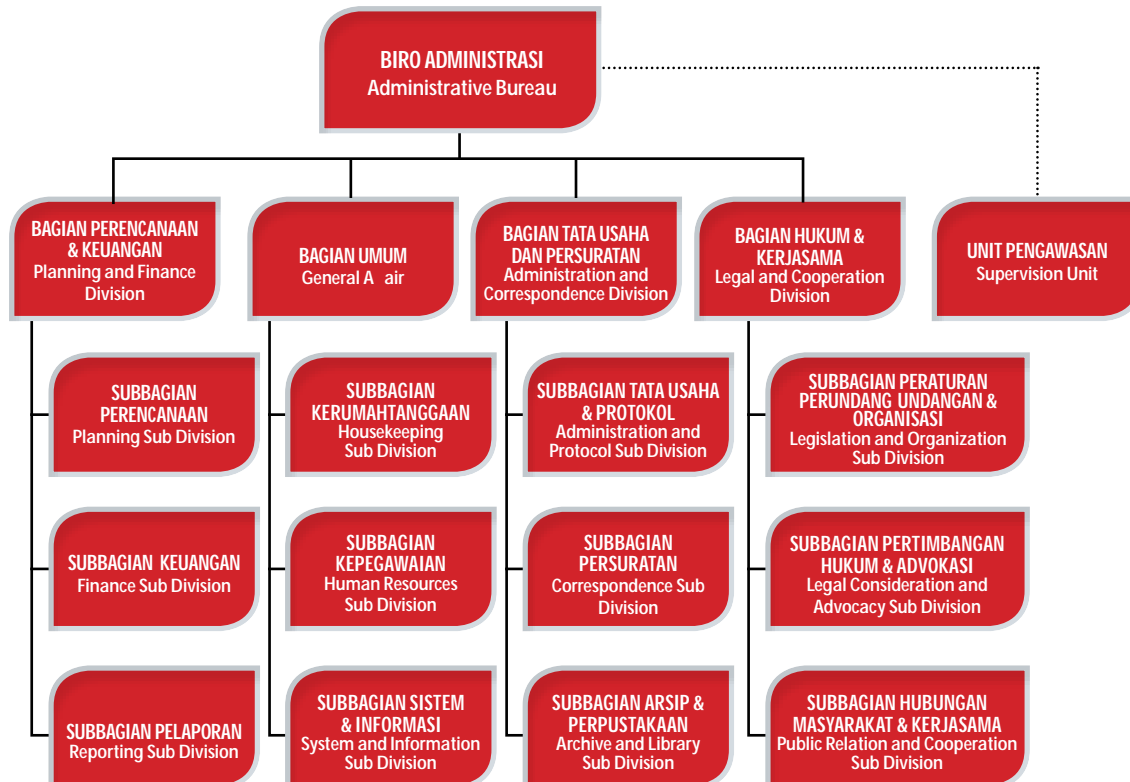 BIRO ADMINISTRASI
Administrative Bureau
BAGIAN PERENCANAAN
& KEUANGAN
Planning and Finance
Division
BAGIAN UMUM
General A air
BAGIAN TATA USAHA
DAN PERSURATAN
Administration and
Correspondence Division
BAGIAN HUKUM &
KERJASAMA
Legal and Cooperation
Division
UNIT PENGAWASAN
Supervision Unit
SUBBAGIAN
PERENCANAAN
Planning Sub Division
SUBBAGIAN
KERUMAHTANGGAAN
Housekeeping
Sub Division
SUBBAGIAN TATA USAHA
& PROTOKOL
Administration and
Protocol Sub Division
SUBBAGIAN PERATURAN
PERUNDANG UNDANGAN &
ORGANISASI
Legislation and Organization
Sub Division
SUBBAGIAN KEUANGAN
Finance Sub Division
SUBBAGIAN
KEPEGAWAIAN
Human Resources
Sub Division
SUBBAGIAN
PERSURATAN
Correspondence Sub
Division
SUBBAGIAN PERTIMBANGAN
HUKUM & ADVOKASI
Legal Consideration and
Advocacy Sub Division
SUBBAGIAN PELAPORAN
Reporting Sub Division
SUBBAGIAN SISTEM
& INFORMASI
System and Information
Sub Division
SUBBAGIAN ARSIP &
PERPUSTAKAAN
Archive and Library
Sub Division
SUBBAGIAN HUBUNGAN
MASYARAKAT & KERJASAMA
Public Relation and Cooperation
Sub Division